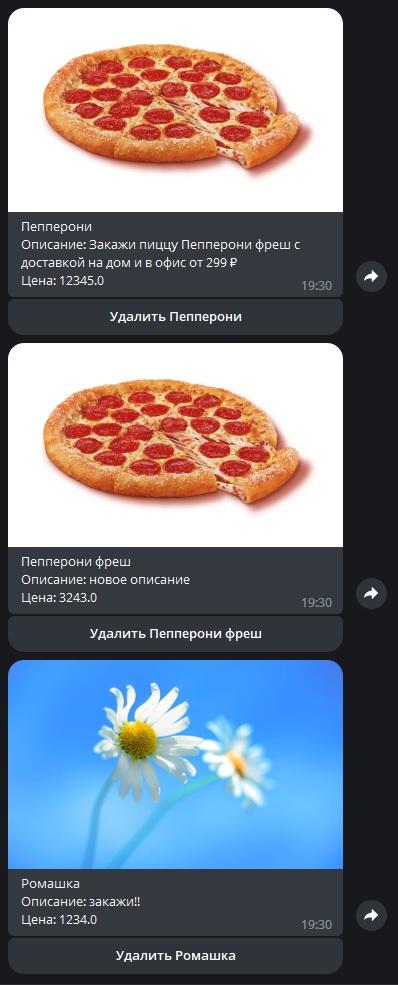 Пепперони
Описание: Закажи пиццу Пепперони фреш с
доставкой на дом и в офис от 299 ₽
Цена: 12345.0
19:30
Удалить Пепперони
Пепперони фреш
Описание: новое описание
Цена: 3243.0
19:30
Удалить Пепперони фреш
Ромашка
Описание: закажи!!
Цена: 1234.0
19:30
Удалить Ромашка